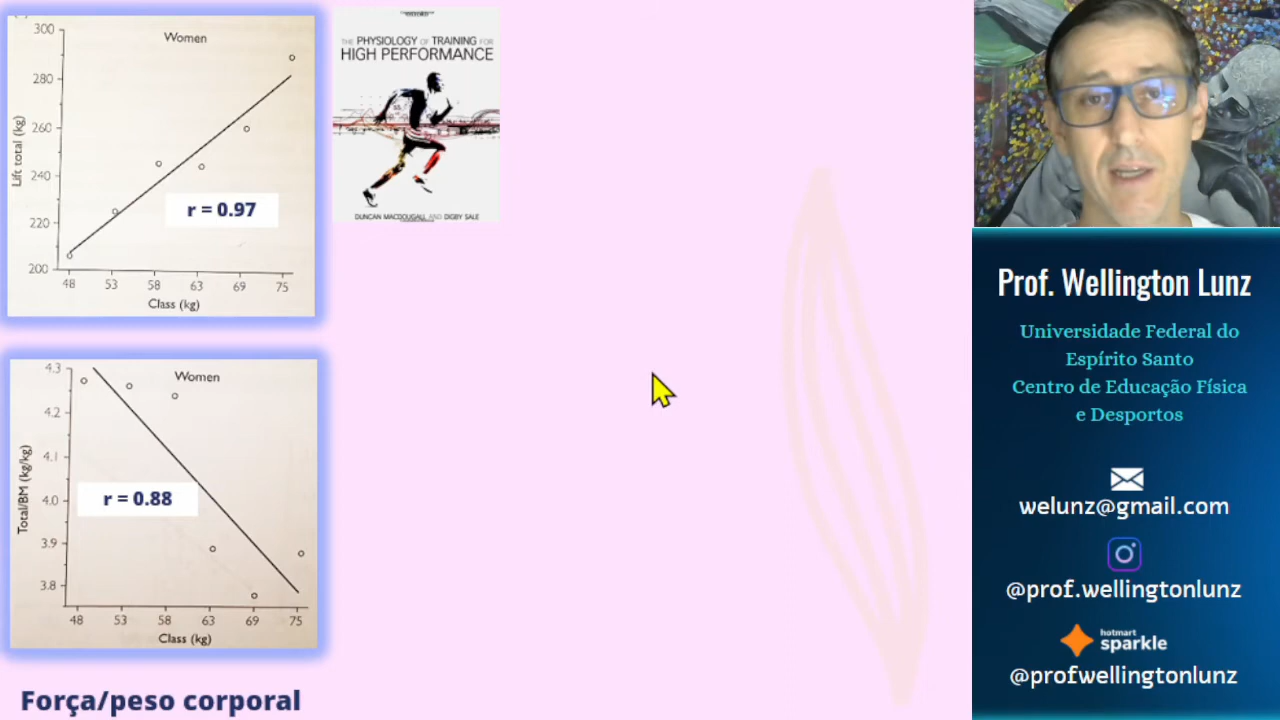 300
Women
280
260
240
220
200
Lift total (kg)
r = 0.97
48 53 58 63 69 75
Class (kg)
THE PHYSIOLOGY OF TRAINING FOR
HIGH PERFORMANCE
DUNCAN MACDOUGALL AND DIGBY SALE
4.3
Women
4.2
4.1
4.0
3.9
3.8
Total/BM (kg/kg)
r = 0.88
48 53 58 63 69 75
Class (kg)
Força/peso corporal
Prof. Wellington Lunz
Universidade Federal do
Espírito Santo
Centro de Educação Física
e Desportos
welunz@gmail.com
@prof.wellingtonlunz
hotmart
sparkle
@profwellingtonlunz